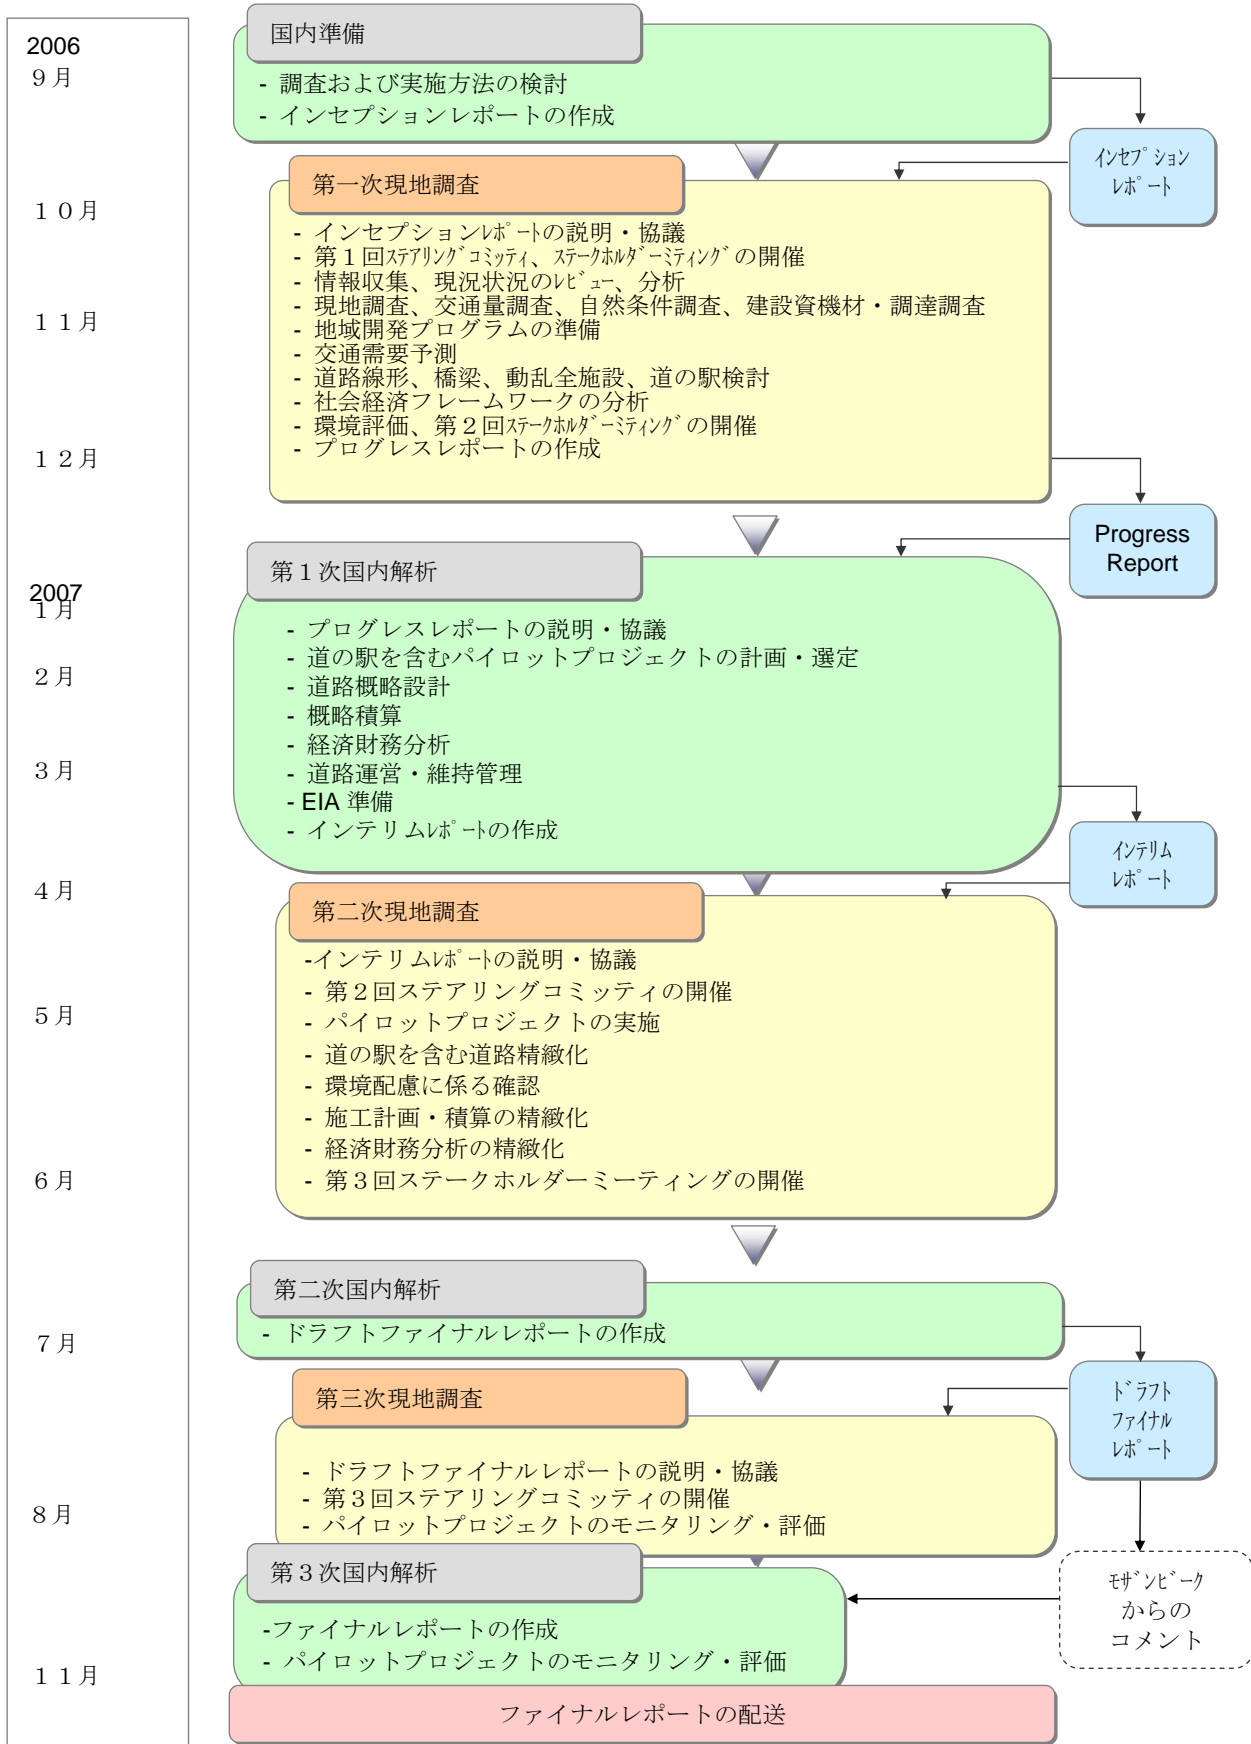 2006
９月
１０月
１１月
１２月
2007
１月
２月
３月
４月
５月
６月
７月
８月
１１月
国内準備
- 調査および実施方法の検討
- インセプションレポートの作成
ｲﾝｾﾌﾟｼｮﾝ
ﾚﾎﾟｰﾄ
第一次現地調査
- インセプションﾚﾎﾟｰﾄの説明・協議
- 第１回ｽﾃｱﾘﾝｸﾞｺﾐｯﾃｨ、ｽﾃｰｸﾎﾙﾀﾞｰﾐｰﾃｨﾝｸﾞの開催
- 情報収集、現況状況のﾚﾋﾞｭｰ、分析
- 現地調査、交通量調査、自然条件調査、建設資機材・調達調査
- 地域開発プログラムの準備
- 交通需要予測
- 道路線形、橋梁、動乱全施設、道の駅検討
- 社会経済フレームワークの分析
- 環境評価、第２回ｽﾃｰｸﾎﾙﾀﾞｰﾐﾃｨﾝｸﾞの開催
- プログレスレポートの作成
Progress
Report
第１次国内解析
- プログレスレポートの説明・協議
- 道の駅を含むパイロットプロジェクトの計画・選定
- 道路概略設計
- 概略積算
- 経済財務分析
- 道路運営・維持管理
- EIA 準備
- インテリムﾚﾎﾟｰﾄの作成
ｲﾝﾃﾘﾑ
ﾚﾎﾟｰﾄ
第二次現地調査
-インテリムﾚﾎﾟｰﾄの説明・協議
- 第２回ステアリングコミッティの開催
- パイロットプロジェクトの実施
- 道の駅を含む道路精緻化
- 環境配慮に係る確認
- 施工計画・積算の精緻化
- 経済財務分析の精緻化
- 第３回ステークホルダーミーティングの開催
第二次国内解析
- ドラフトファイナルレポートの作成
ﾄﾞﾗﾌﾄ
ﾌｧｲﾅﾙ
ﾚﾎﾟｰﾄ
第三次現地調査
- ドラフトファイナルレポートの説明・協議
- 第３回ステアリングコミッティの開催
- パイロットプロジェクトのモニタリング・評価
ﾓｻﾞﾝﾋﾞｰｸ
からの
コメント
第３次国内解析
-ファイナルレポートの作成
- パイロットプロジェクトのモニタリング・評価
ファイナルレポートの配送